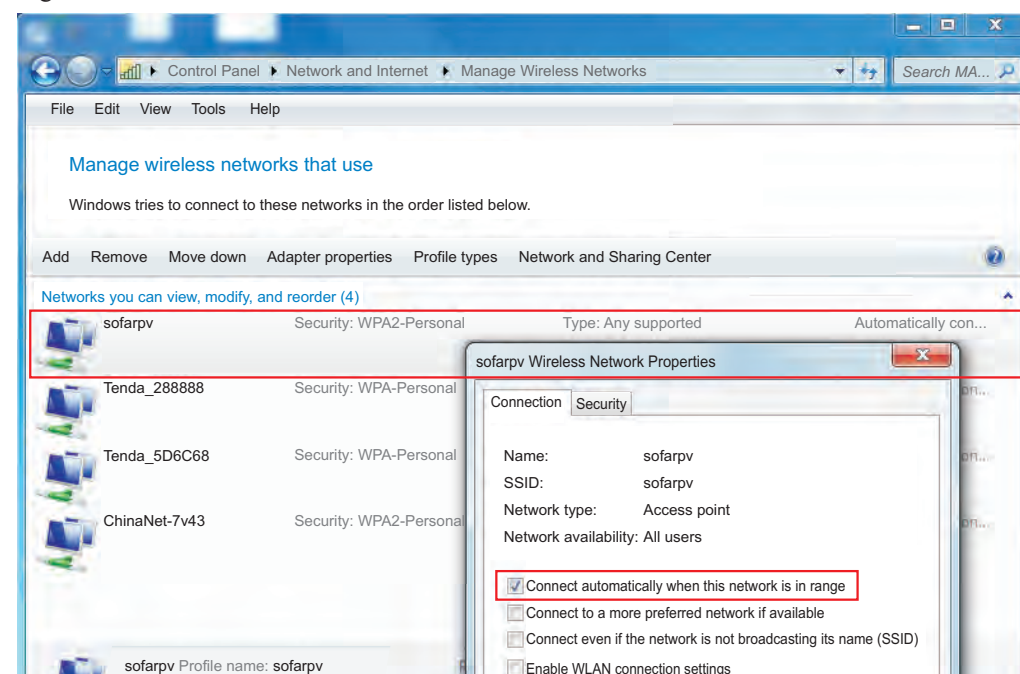 Control Panel Network and Internet Manage Wireless Networks
Search MA...
File Edit View Tools Help
Manage wireless networks that use
Windows tries to connect to these networks in the order listed below.
Add Remove Move down Adapter properties Profile types Network and Sharing Center
Networks you can view, modify, and reorder (4)
sofarpv Security: WPA2-Personal Type: Any supported Automatically con...
Tenda_288888 Security: WPA-Personal
Tenda_5D6C68 Security: WPA-Personal
ChinaNet-7v43 Security: WPA2-Personal
sofarpv Wireless Network Properties
Connection Security
Name: sofarpv
SSID: sofarpv
Network type: Access point
Network availability: All users
Connect automatically when this network is in range
Connect to a more preferred network if available
Connect even if the network is not broadcasting its name (SSID)
Enable WLAN connection settings
sofarpv Profile name: sofarpv